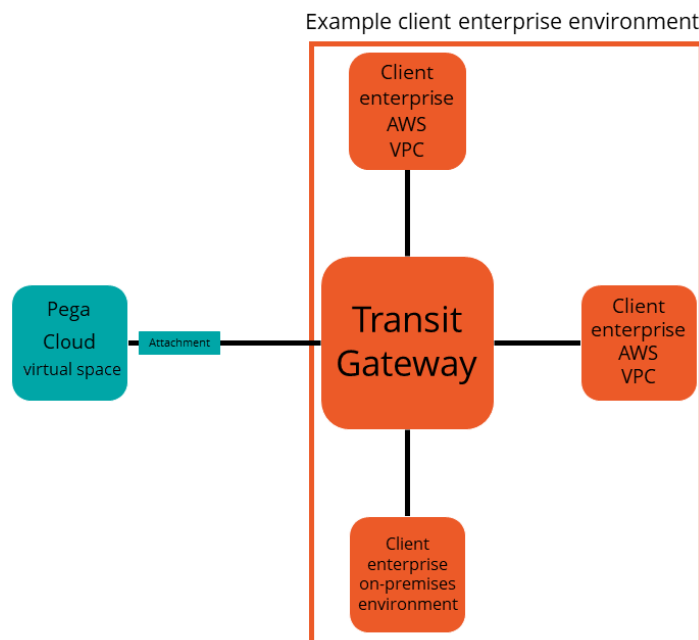 Example client enterprise environment
Client
enterprise
AWS
VPC
Pega
Cloud
virtual space
Attachment
Transit
Gateway
Client
enterprise
AWS
VPC
Client
enterprise
on-premises
environment